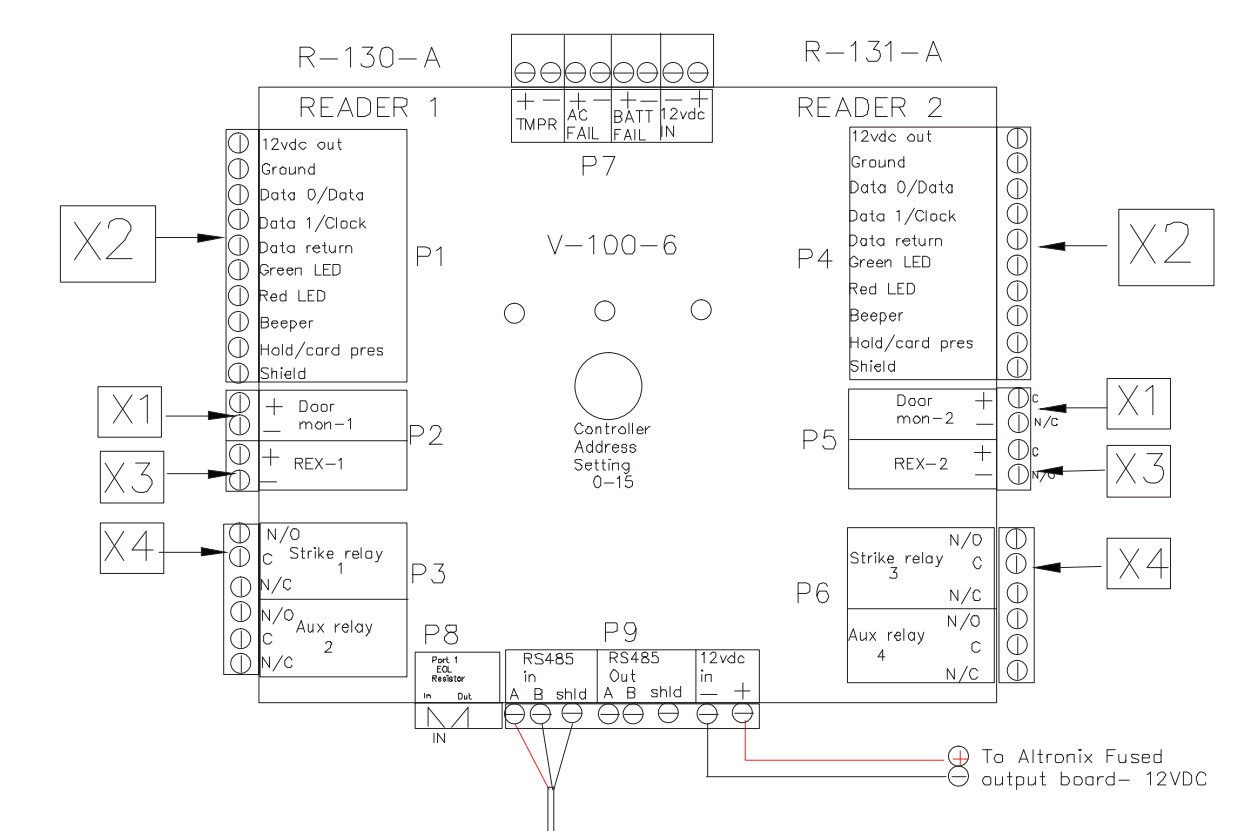 R-130-A
R-131-A
READER 1
READER 2
+ - + - + - - +
TMPR
AC
FAIL
BATT
FAIL
12vdc
IN
P7
12vdc out
Ground
Data 0/Data
Data 1/Clock
Data return
Green LED
Red LED
Beeper
Hold/card pres
Shield
P1
X2
V-100-6
12vdc out
Ground
Data 0/Data
Data 1/Clock
Data return
Green LED
Red LED
Beeper
Hold/card pres
Shield
P4
X2
X1
+ Door
- mon-1
P2
X3
+
REX-1
-
Controller
Address
Setting
0-15
Door +
mon-2 -
C
N/C
P5
X1
REX-2 +
-
C
N/O
X3
X4
N/O
C Strike relay
1
N/C
P3
N/O
Aux relay
C 2
N/C
N/O
Strike relay C
3
N/C
P6
X4
N/O
Aux relay
4 C
N/C
P8
Port 1
EOL
Resistor
In Out
IN
P9
RS485
in
A B shld
RS485
Out
A B shld
12vdc
in
- +
+ To Altronix Fused
- output board- 12VDC